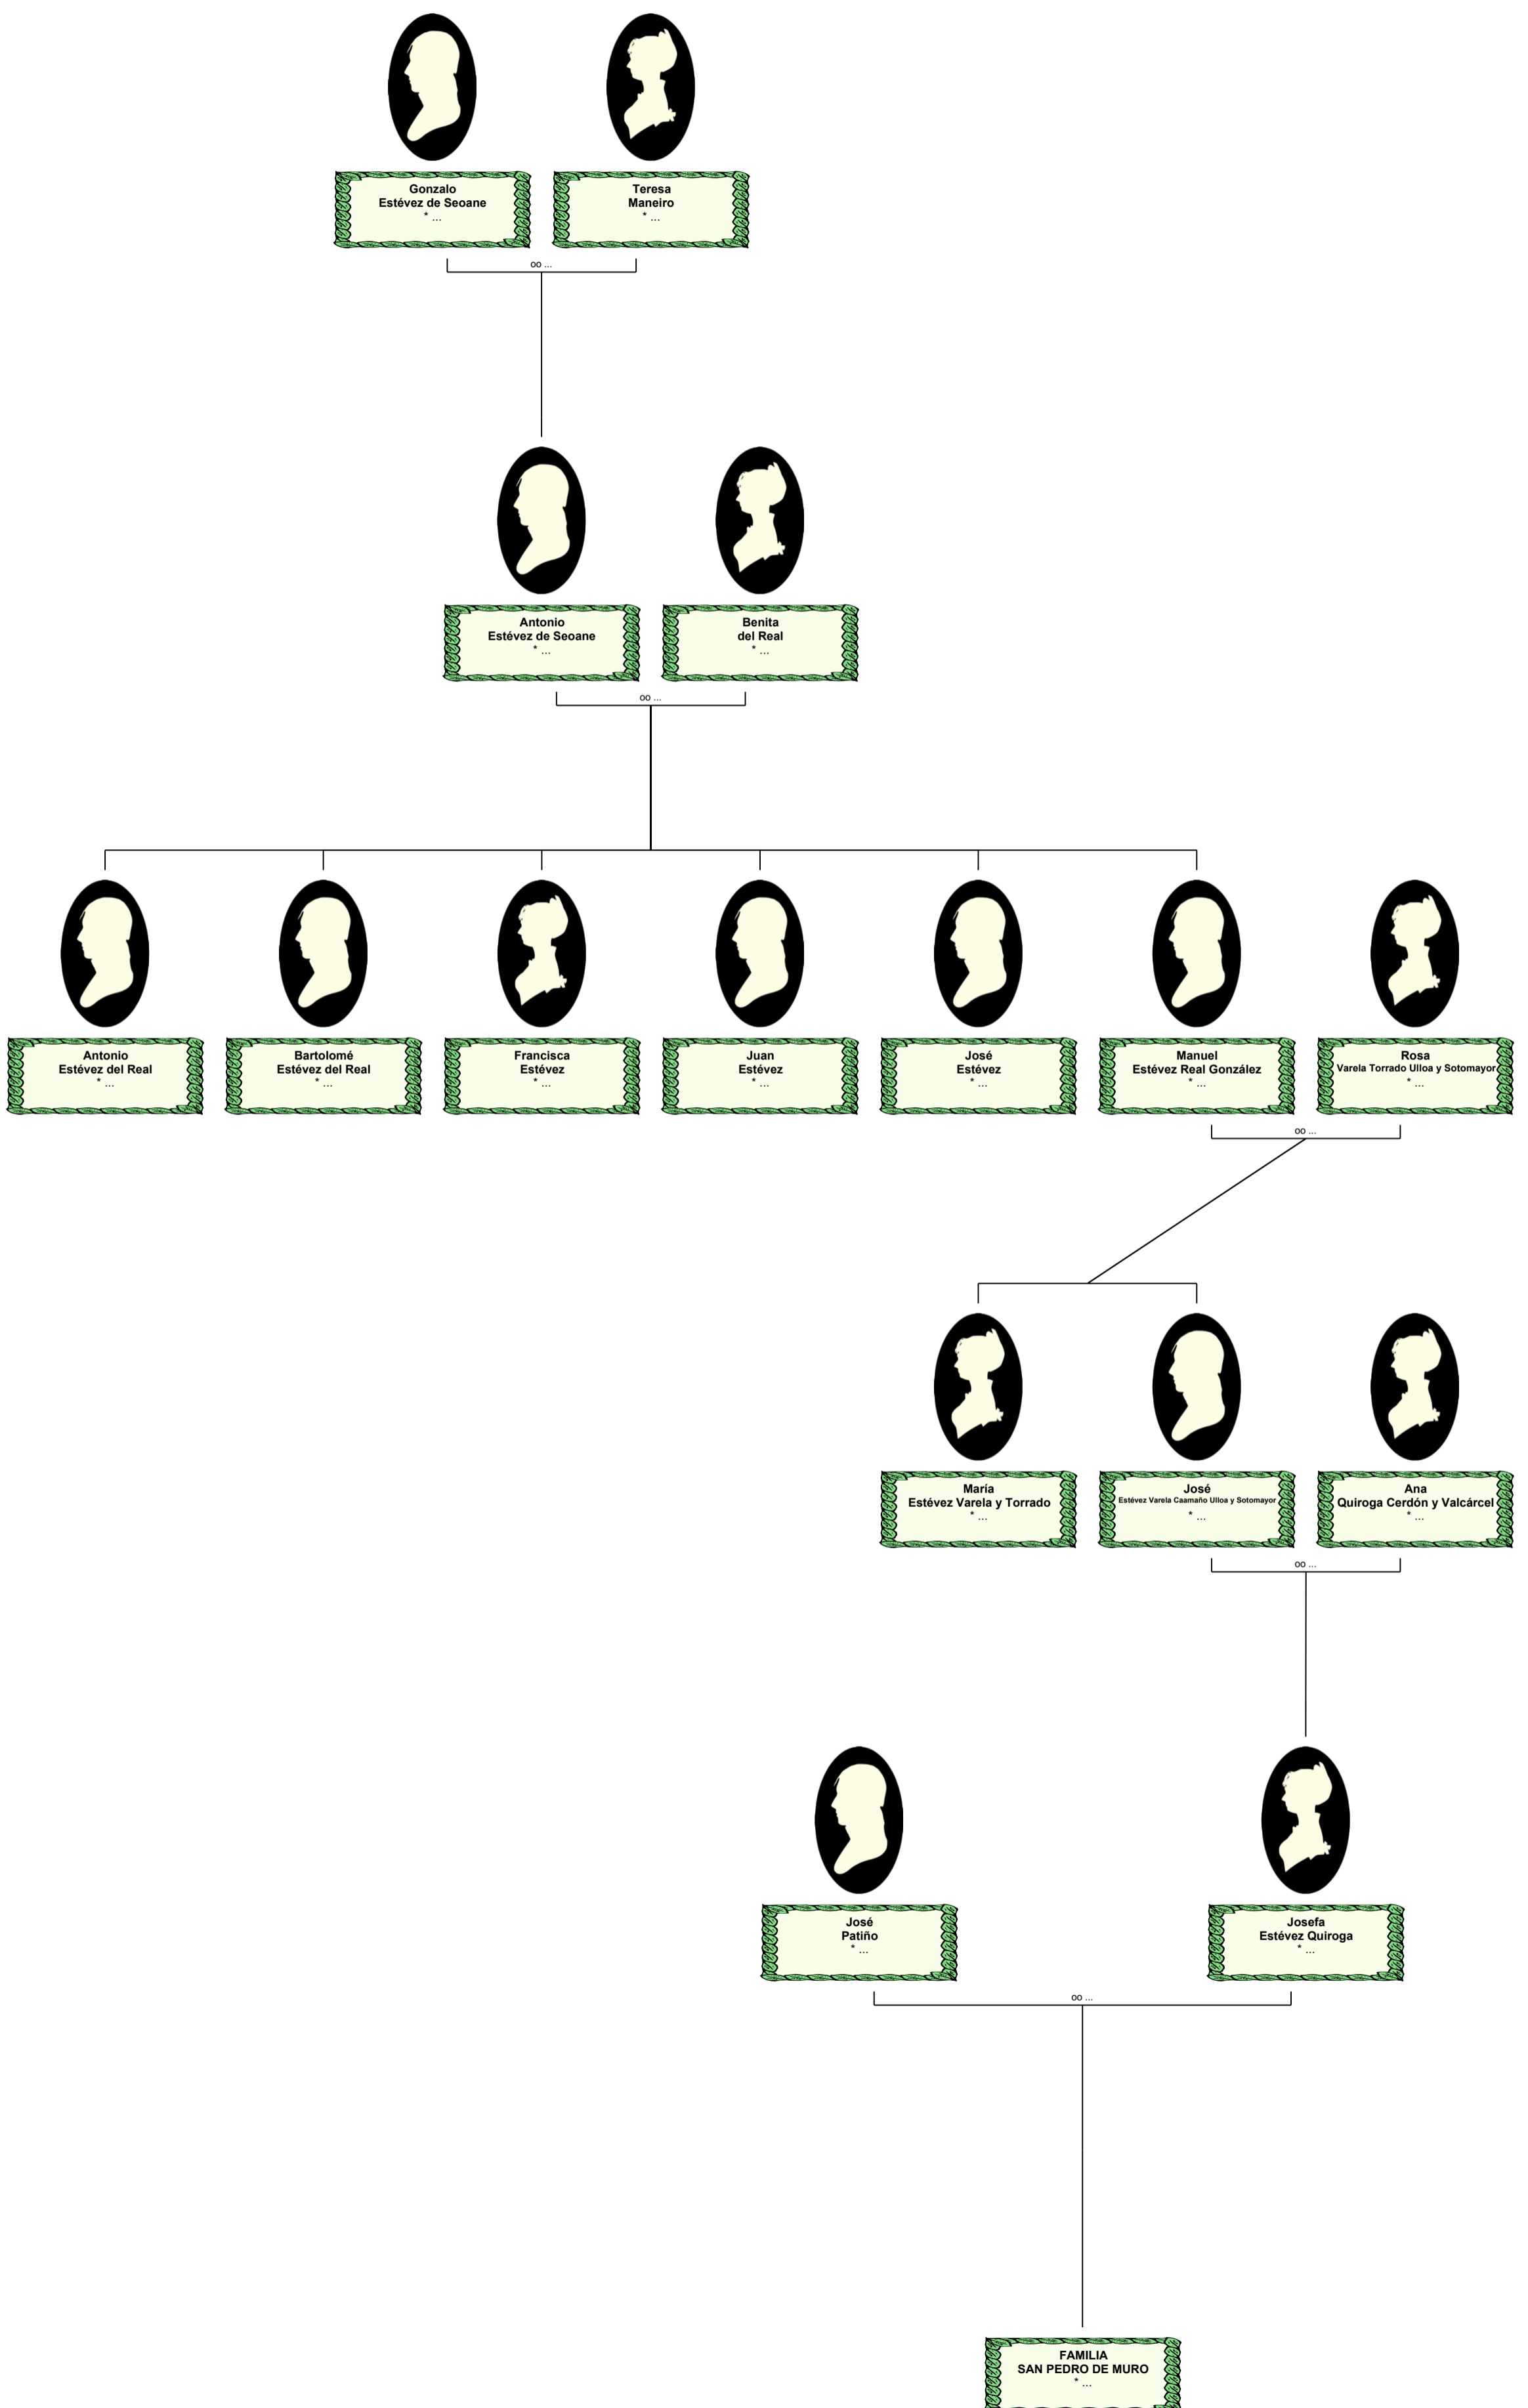 Gonzalo
Estévez de Seoane
* ...
Teresa
Maneiro
* ...
oo ...
Antonio
Estévez de Seoane
* ...
Benita
del Real
* ...
oo ...
Antonio
Estévez del Real
* ...
Bartolomé
Estévez del Real
* ...
Francisca
Estévez
* ...
Juan
Estévez
* ...
José
Estévez
* ...
Manuel
Estévez Real González
* ...
Rosa
Varela Torrado Ulloa y Sotomayor
* ...
oo ...
María
Estévez Varela y Torrado
* ...
José
Estévez Varela Caamaño Ulloa y Sotomayor
* ...
Ana
Quiroga Cerdón y Valcárcel
* ...
oo ...
José
Patiño
* ...
Josefa
Estévez Quiroga
* ...
oo ...
FAMILIA
SAN PEDRO DE MURO
* ...